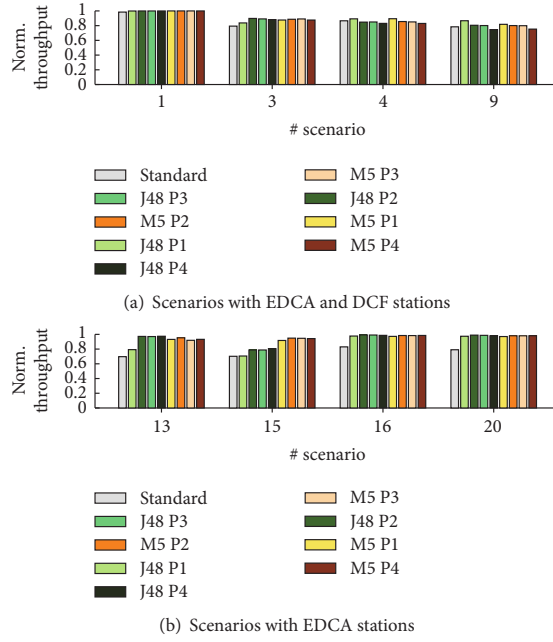 Norm.
throughput
1
0.8
0.6
0.4
0.2
0
1 3 4 9
# scenario
Standard M5 P3
J48 P3 J48 P2
M5 P2 M5 P1
J48 P1 M5 P4
J48 P4
(a) Scenarios with EDCA and DCF stations
Norm.
throughput
1
0.8
0.6
0.4
0.2
0
13 15 16 20
# scenario
Standard M5 P3
J48 P3 J48 P2
M5 P2 M5 P1
J48 P1 M5 P4
J48 P4
(b) Scenarios with EDCA stations